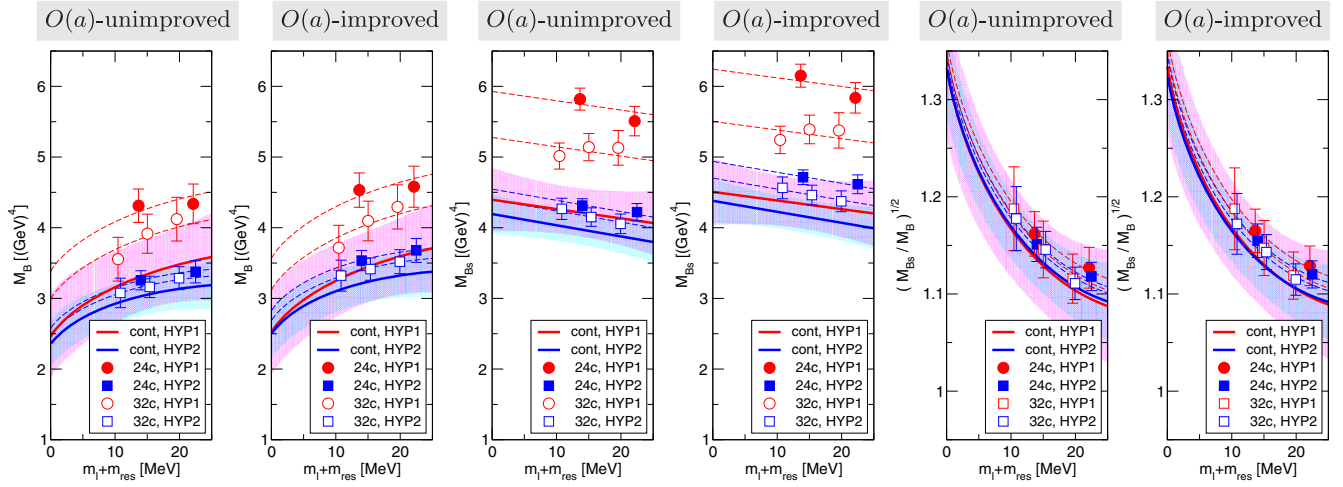 O(a)-unimproved
O(a)-improved
O(a)-unimproved
O(a)-improved
O(a)-unimproved
O(a)-improved
M_B [(GeV)^4]
6
5
4
3
2
1
cont, HYP1
cont, HYP2
24c, HYP1
24c, HYP2
32c, HYP1
32c, HYP2
0 10 20
m_l+m_res [MeV]
M_B [(GeV)^4]
6
5
4
3
2
1
cont, HYP1
cont, HYP2
24c, HYP1
24c, HYP2
32c, HYP1
32c, HYP2
0 10 20
m_l+m_res [MeV]
M_Bs [(GeV)^4]
6
5
4
3
2
1
cont, HYP1
cont, HYP2
24c, HYP1
24c, HYP2
32c, HYP1
32c, HYP2
0 10 20
m_l+m_res [MeV]
M_Bs [(GeV)^4]
6
5
4
3
2
1
cont, HYP1
cont, HYP2
24c, HYP1
24c, HYP2
32c, HYP1
32c, HYP2
0 10 20
m_l+m_res [MeV]
(M_Bs / M_B)^1/2
1.3
1.2
1.1
1
cont, HYP1
cont, HYP2
24c, HYP1
24c, HYP2
32c, HYP1
32c, HYP2
0 10 20
m_l+m_res [MeV]
(M_Bs / M_B)^1/2
1.3
1.2
1.1
1
cont, HYP1
cont, HYP2
24c, HYP1
24c, HYP2
32c, HYP1
32c, HYP2
0 10 20
m_l+m_res [MeV]